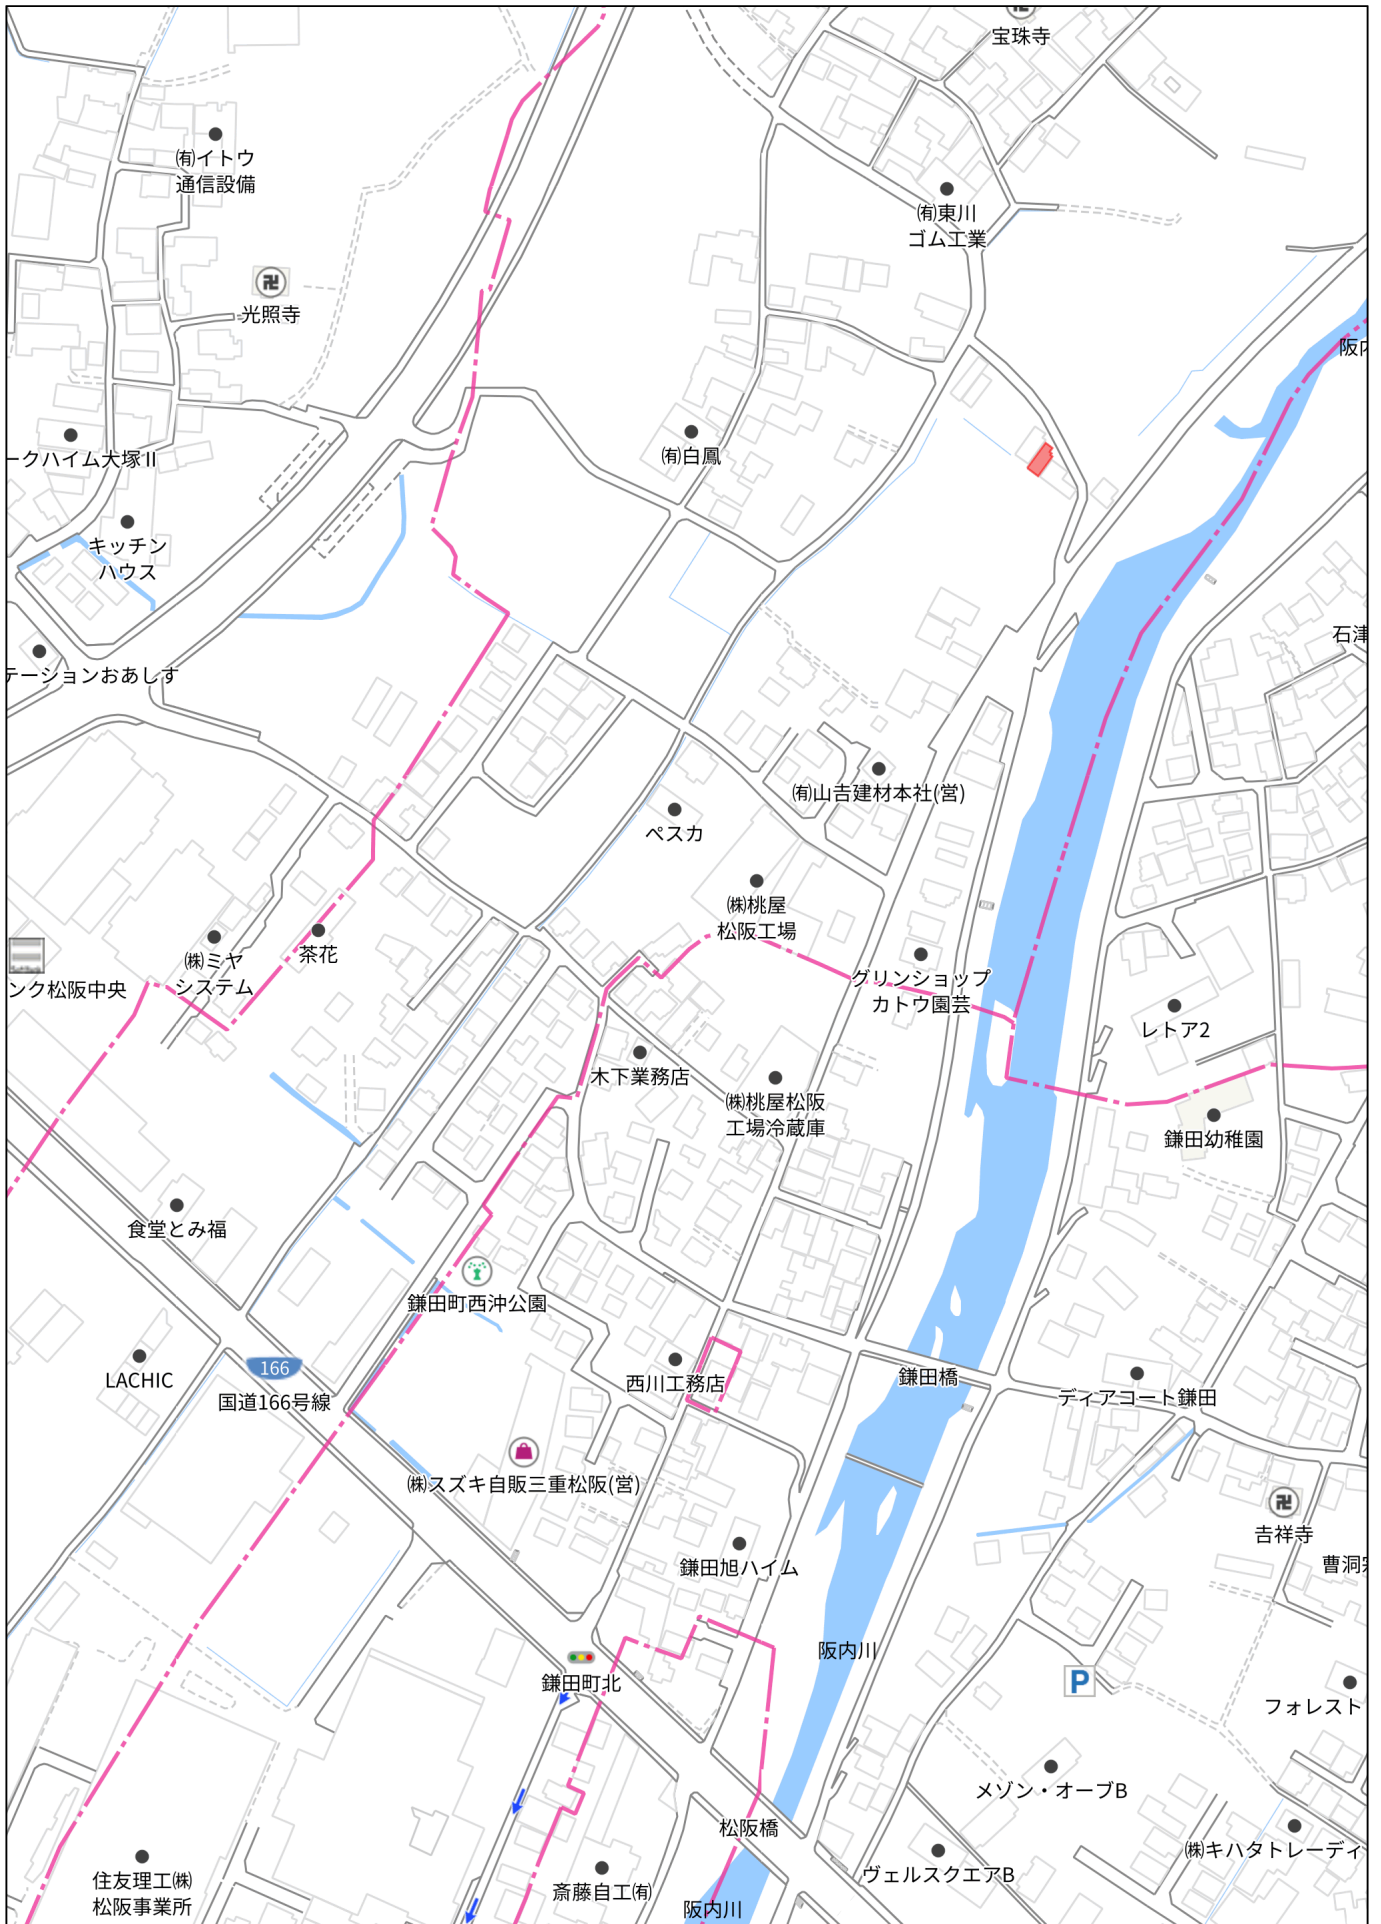 宝珠寺
㈲イトウ
通信設備
㈲東川
ゴム工業
光照寺
阪内
ークハイム大塚Ⅱ
㈲白鳳
キッチン
ハウス
石津
テーションおあしす
㈲山𠮷建材本社(営)
ペスカ
㈱桃屋
松阪工場
茶花
㈱ミヤ
システム
ンク松阪中央
グリンショップ
カトウ園芸
レトア2
木下業務店
㈱桃屋松阪
工場冷蔵庫
鎌田幼稚園
食堂とみ福
鎌田町西沖公園
LACHIC
166
国道166号線
西川工務店
鎌田橋
ディアコート鎌田
㈱スズキ自販三重松阪(営)
𠮷祥寺
鎌田旭ハイム
曹洞宗
阪内川
鎌田町北
P
フォレスト
メゾン・オーブB
松阪橋
㈱キハタトレーディ
ヴェルスクエアB
住友理工㈱
松阪事業所
斎藤自工㈲
阪内川